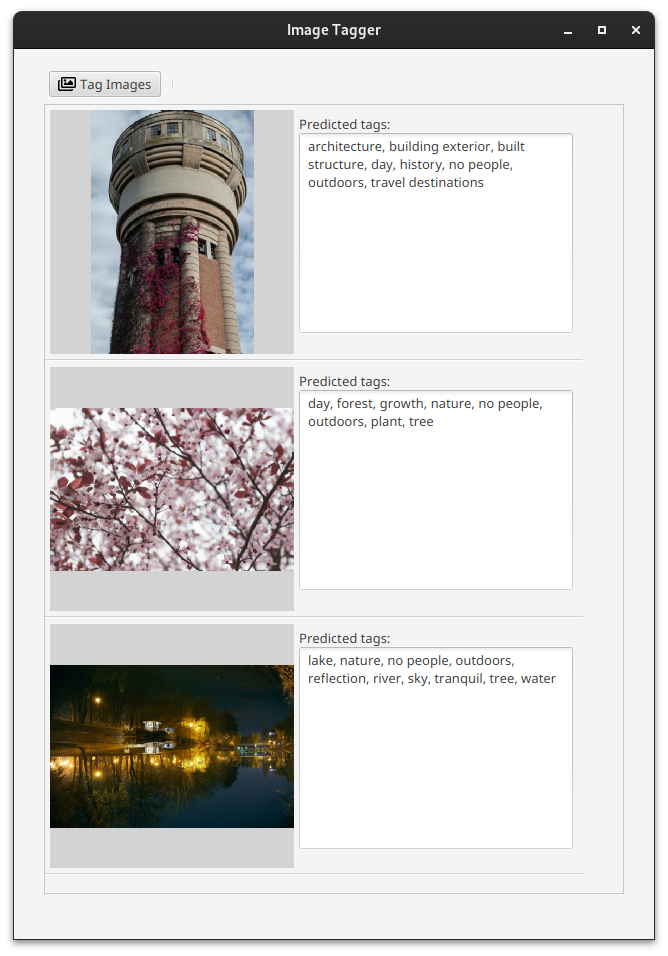 Image Tagger
Tag Images
Predicted tags:
architecture, building exterior, built
structure, day, history, no people,
outdoors, travel destinations
Predicted tags:
day, forest, growth, nature, no people,
outdoors, plant, tree
Predicted tags:
lake, nature, no people, outdoors,
reflection, river, sky, tranquil, tree, water